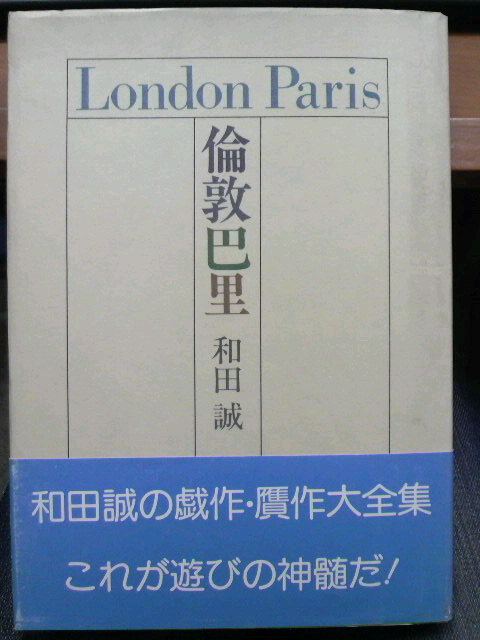 London Paris
倫敦巴里
和田誠
和田誠の戯作・贋作大全集
これが遊びの神髄だ!